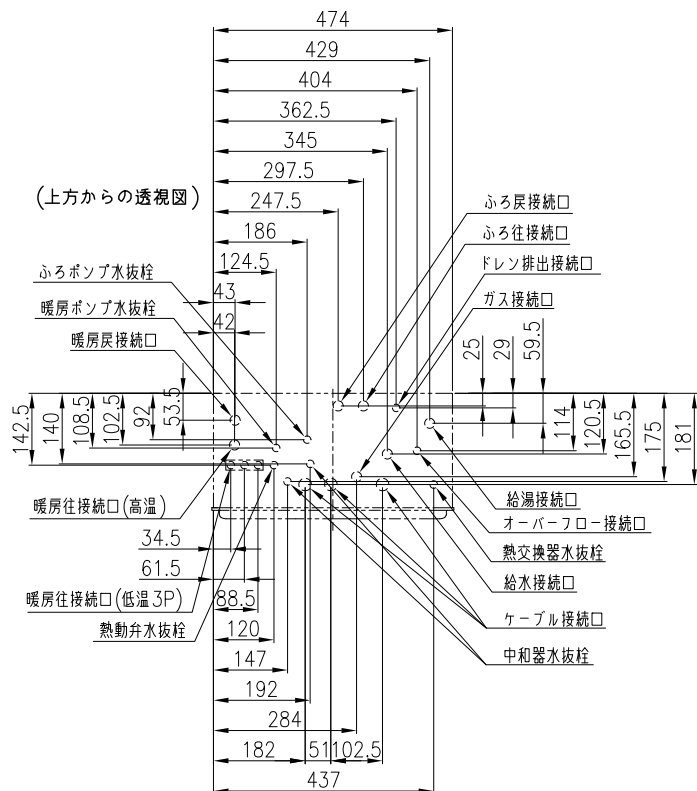 474
429
404
362.5
345
297.5
(上方からの透視図)
247.5
ふろ戻接続口
186
ふろ往接続口
124.5
ドレン排出接続口
ふろポンプ水抜栓
43
ガス接続口
暖房ポンプ水抜栓
42
暖房戻接続口
142.5
140
108.5
102.5
92
53.5
25
29
59.5
114
120.5
165.5
175
181
暖房往接続口(高温)
給湯接続口
オーバーフロー接続口
34.5
熱交換器水抜栓
61.5
給水接続口
暖房往接続口(低温3P)
88.5
ケーブル接続口
熱動弁水抜栓
120
147
中和器水抜栓
192
284
182
51
102.5
437